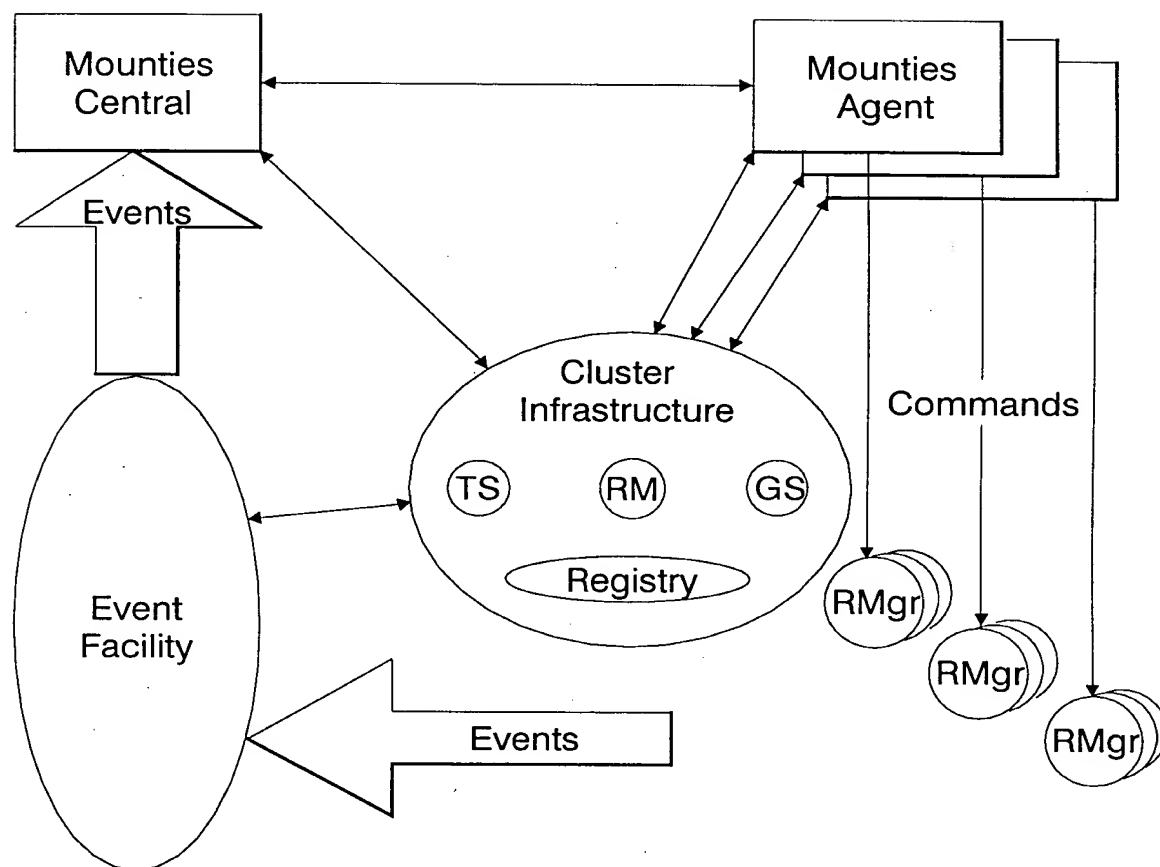 Mounties
Central
Mounties
Agent
Events
Cluster
Infrastructure
Commands
TS
RM
GS
Registry
RMgr
Event
Facility
RMgr
Events
RMgr